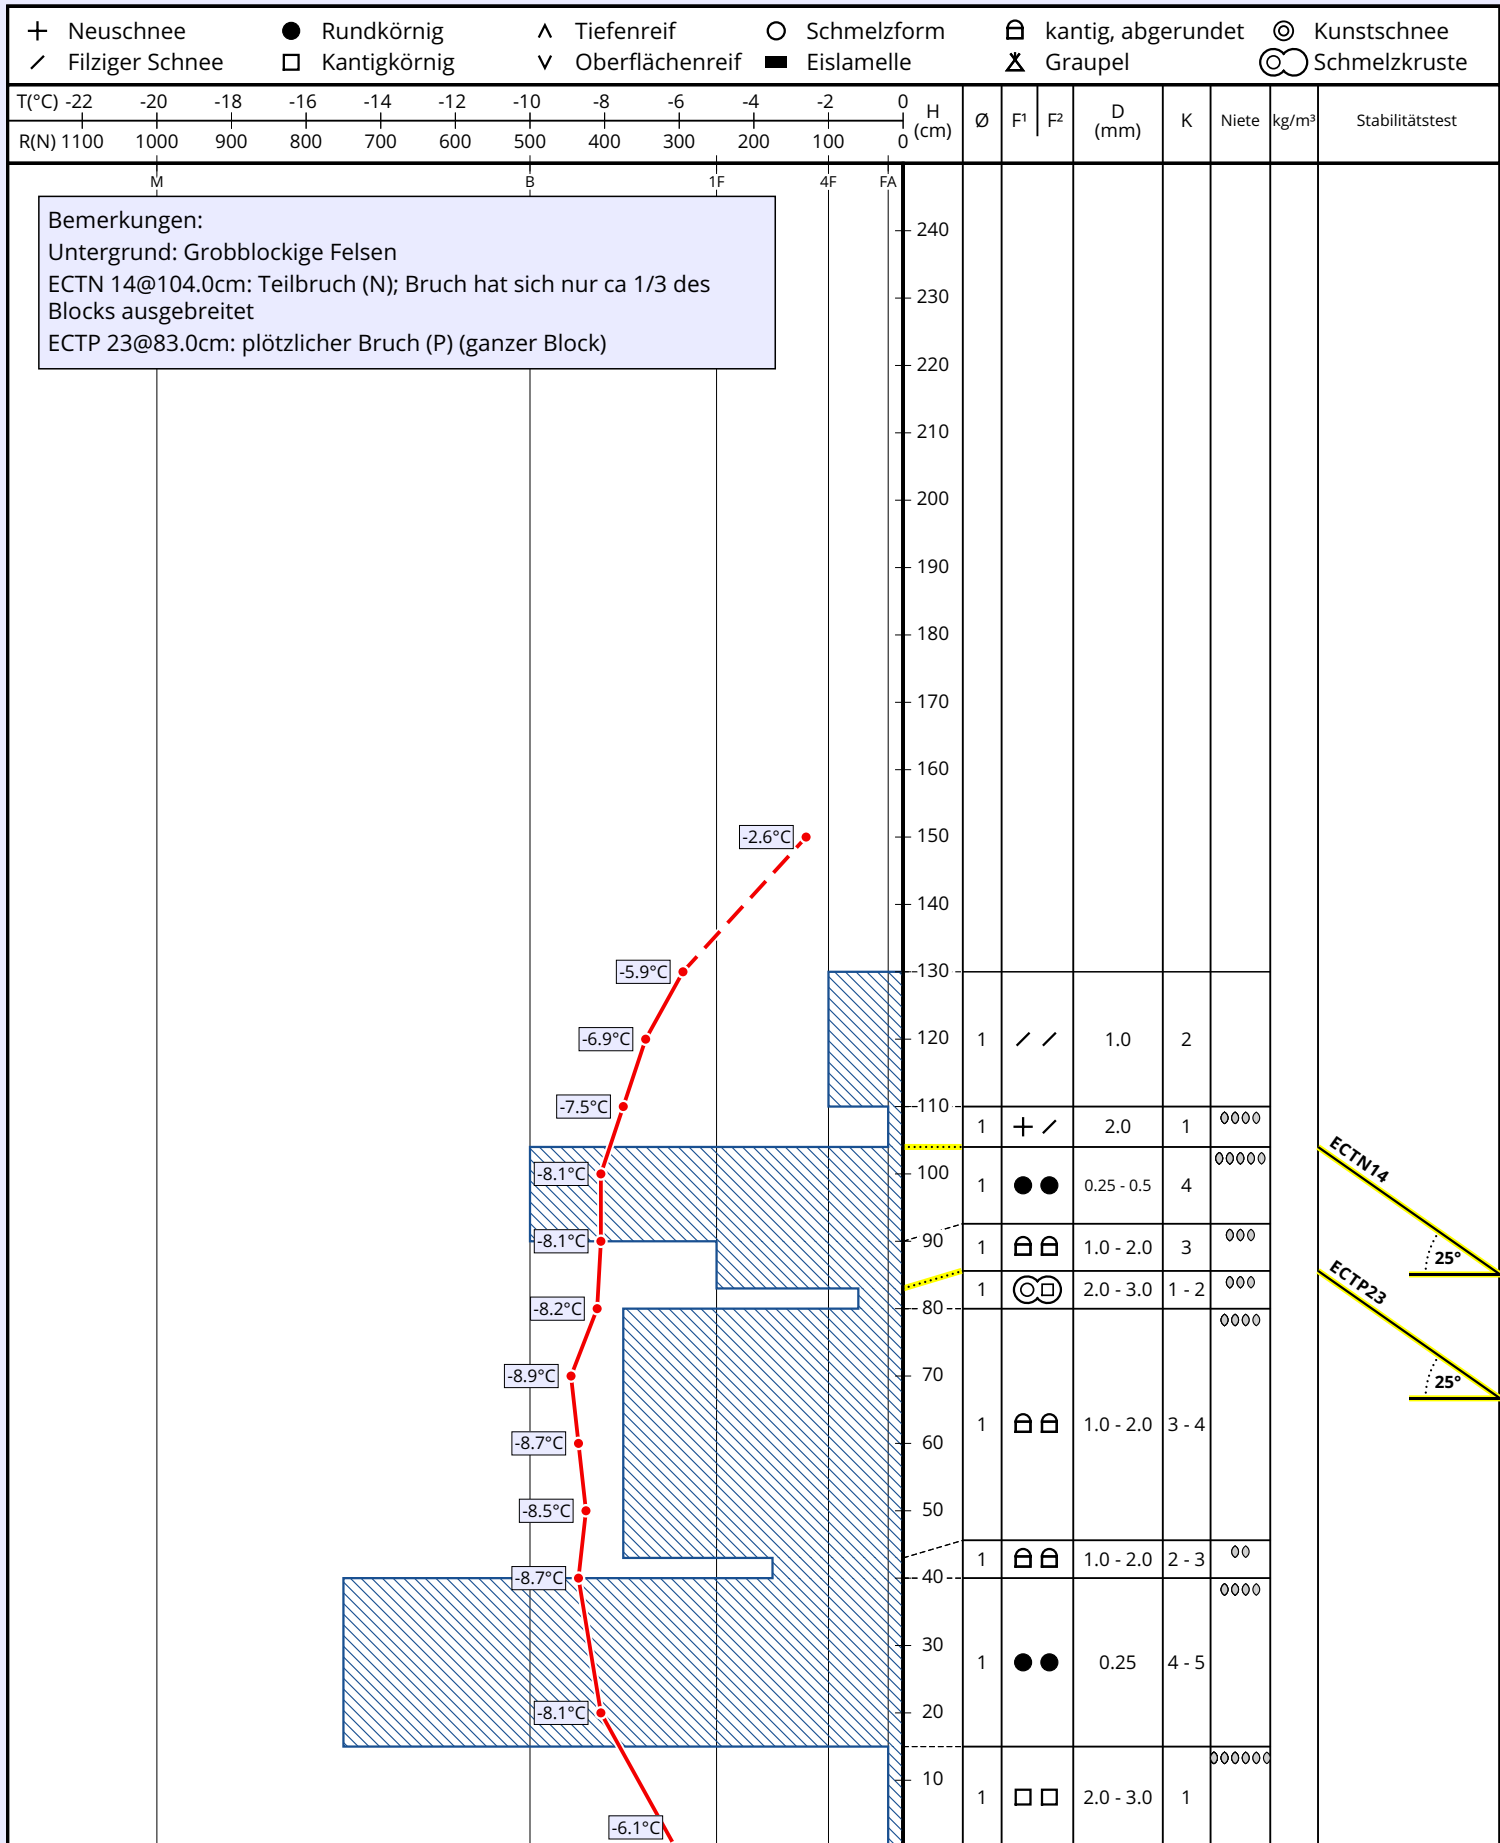 Neuschnee Rundkörnig Tiefenreif Schmelzform kantig, abgerundet Kunstschnee
Filziger Schnee Kantigkörnig Oberflächenreif Eislamelle Graupel Schmelzkruste
T(°C) -22 -20 -18 -16 -14 -12 -10 -8 -6 -4 -2 0
R(N) 1100 1000 900 800 700 600 500 400 300 200 100 0
H (cm) Ø F¹ F² D (mm) K Niete kg/m³ Stabilitätstest
M B 1F 4F FA
Bemerkungen:
Untergrund: Grobblockige Felsen
ECTN 14@104.0cm: Teilbruch (N); Bruch hat sich nur ca 1/3 des
Blocks ausgebreitet
ECTP 23@83.0cm: plötzlicher Bruch (P) (ganzer Block)
240
230
220
210
200
190
180
170
160
-2.6°C 150
140
-5.9°C 130
-6.9°C 120 1 1.0 2
-7.5°C 110
1 2.0 1
ECTN14
-8.1°C 100
1 0.25 - 0.5 4
-8.1°C 90 1 1.0 - 2.0 3 25°
ECTP23
1 2.0 - 3.0 1 - 2
-8.2°C 80
-8.9°C 70 25°
1 1.0 - 2.0 3 - 4
-8.7°C 60
-8.5°C 50
1 1.0 - 2.0 2 - 3
-8.7°C 40
30
1 0.25 4 - 5
-8.1°C 20
10
1 2.0 - 3.0 1
-6.1°C